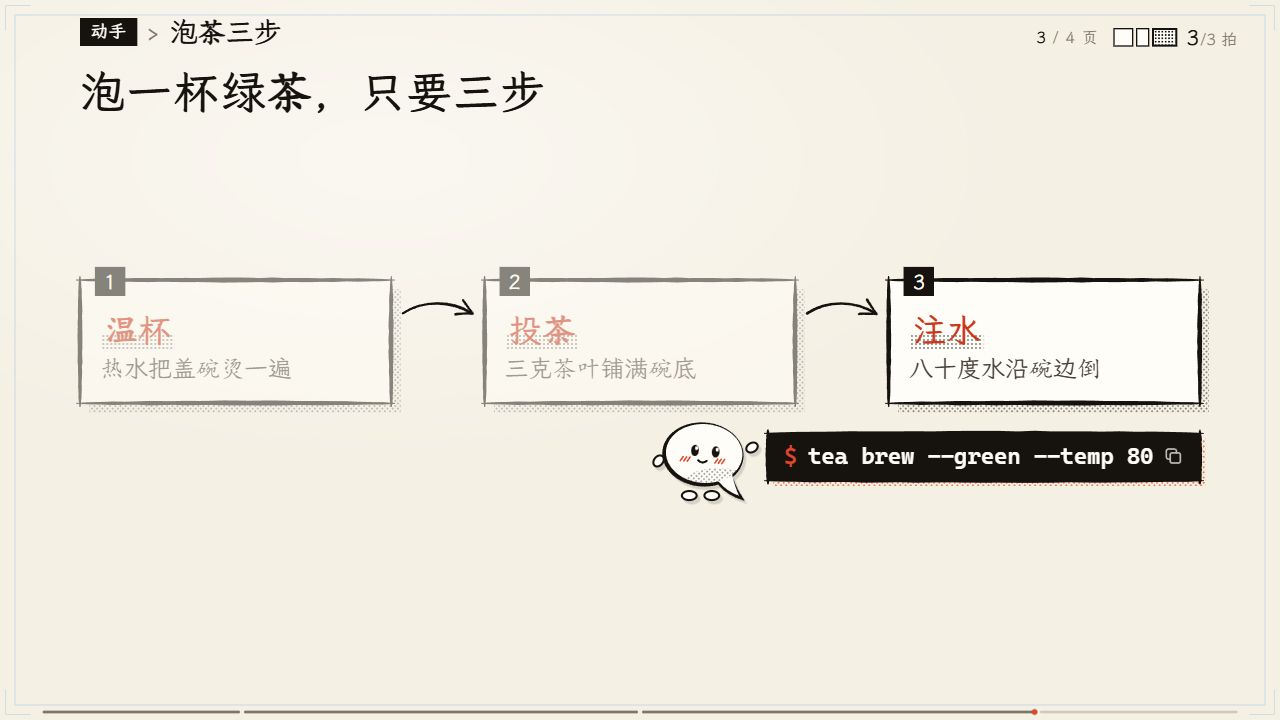 动手 > 泡茶三步
3 / 4 页 3/3 拍
泡一杯绿茶，只要三步
1
温杯
热水把盖碗烫一遍
2
投茶
三克茶叶铺满碗底
3
注水
八十度水沿碗边倒
$ tea brew --green --temp 80